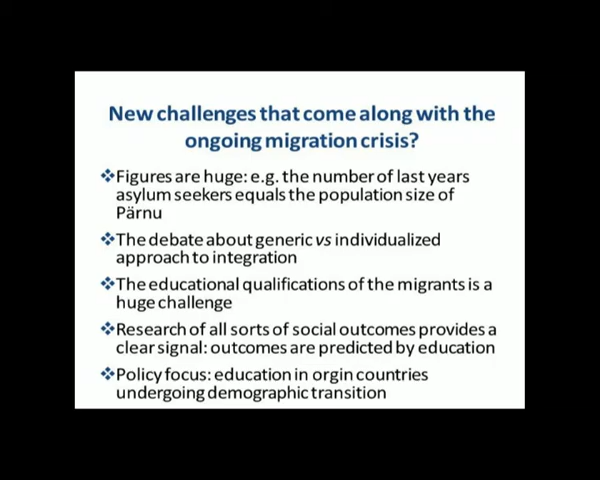 New challenges that come along with the
ongoing migration crisis?
❖Figures are huge: e.g. the number of last years
asylum seekers equals the population size of
Pärnu
❖The debate about generic vs individualized
approach to integration
❖The educational qualifications of the migrants is a
huge challenge
❖Research of all sorts of social outcomes provides a
clear signal: outcomes are predicted by education
❖Policy focus: education in orgin countries
undergoing demographic transition